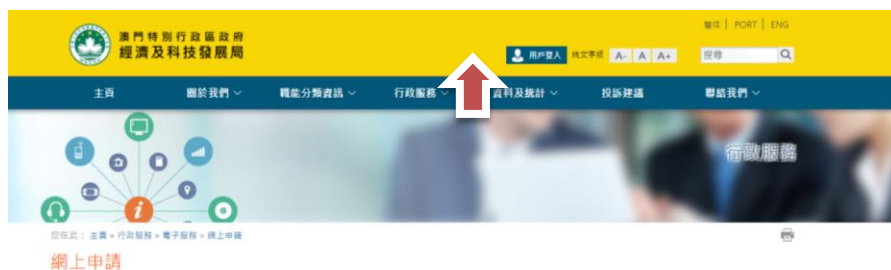 繁體 | PORT | ENG
澳門特別行政區政府
經濟及科技發展局
用戶登入 純文字版 A- A A+ 搜尋
主頁 關於我們 職能分類資訊 行政服務 資料及統計 投訴建議 聯絡我們
行政服務
您在此： 主頁 » 行政服務 » 電子服務 » 網上申請
網上申請